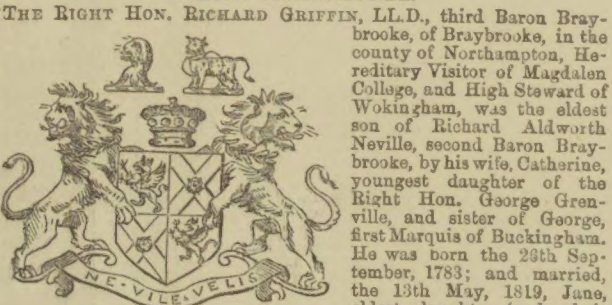 THE RIGHT HON. RICHARD GRIFFIN, LL.D., third Baron Bray-
brooke, of Braybrooke, in the
county of Northampton, He-
reditary Visitor of Magdalen
College, and High Steward of
Wokingham, was the eldest
son of Richard Aldworth
Neville, second Baron Bray-
brooke, by his wife, Catherine,
youngest daughter of the
Right Hon. George Gren-
ville, and sister of George,
first Marquis of Buckingham.
He was born the 26th Sep-
tember, 1783; and married,
the 13th May, 1819, Jane,
NE·VILE·VELIS